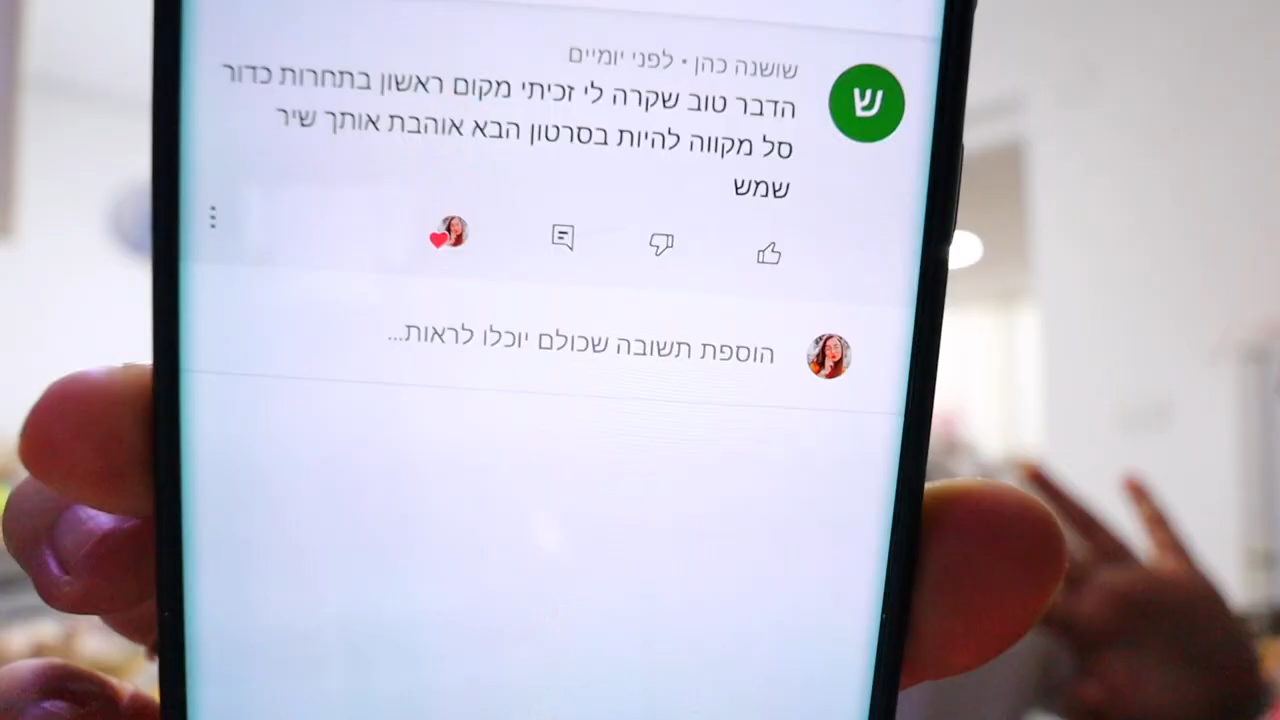 שושנה כהן • לפני יומיים
ש
הדבר טוב שקרה לי זכיתי מקום ראשון בתחרות כדור
סל מקווה להיות בסרטון הבא אוהבת אותך שיר
שמש
הוספת תשובה שכולם יוכלו לראות...